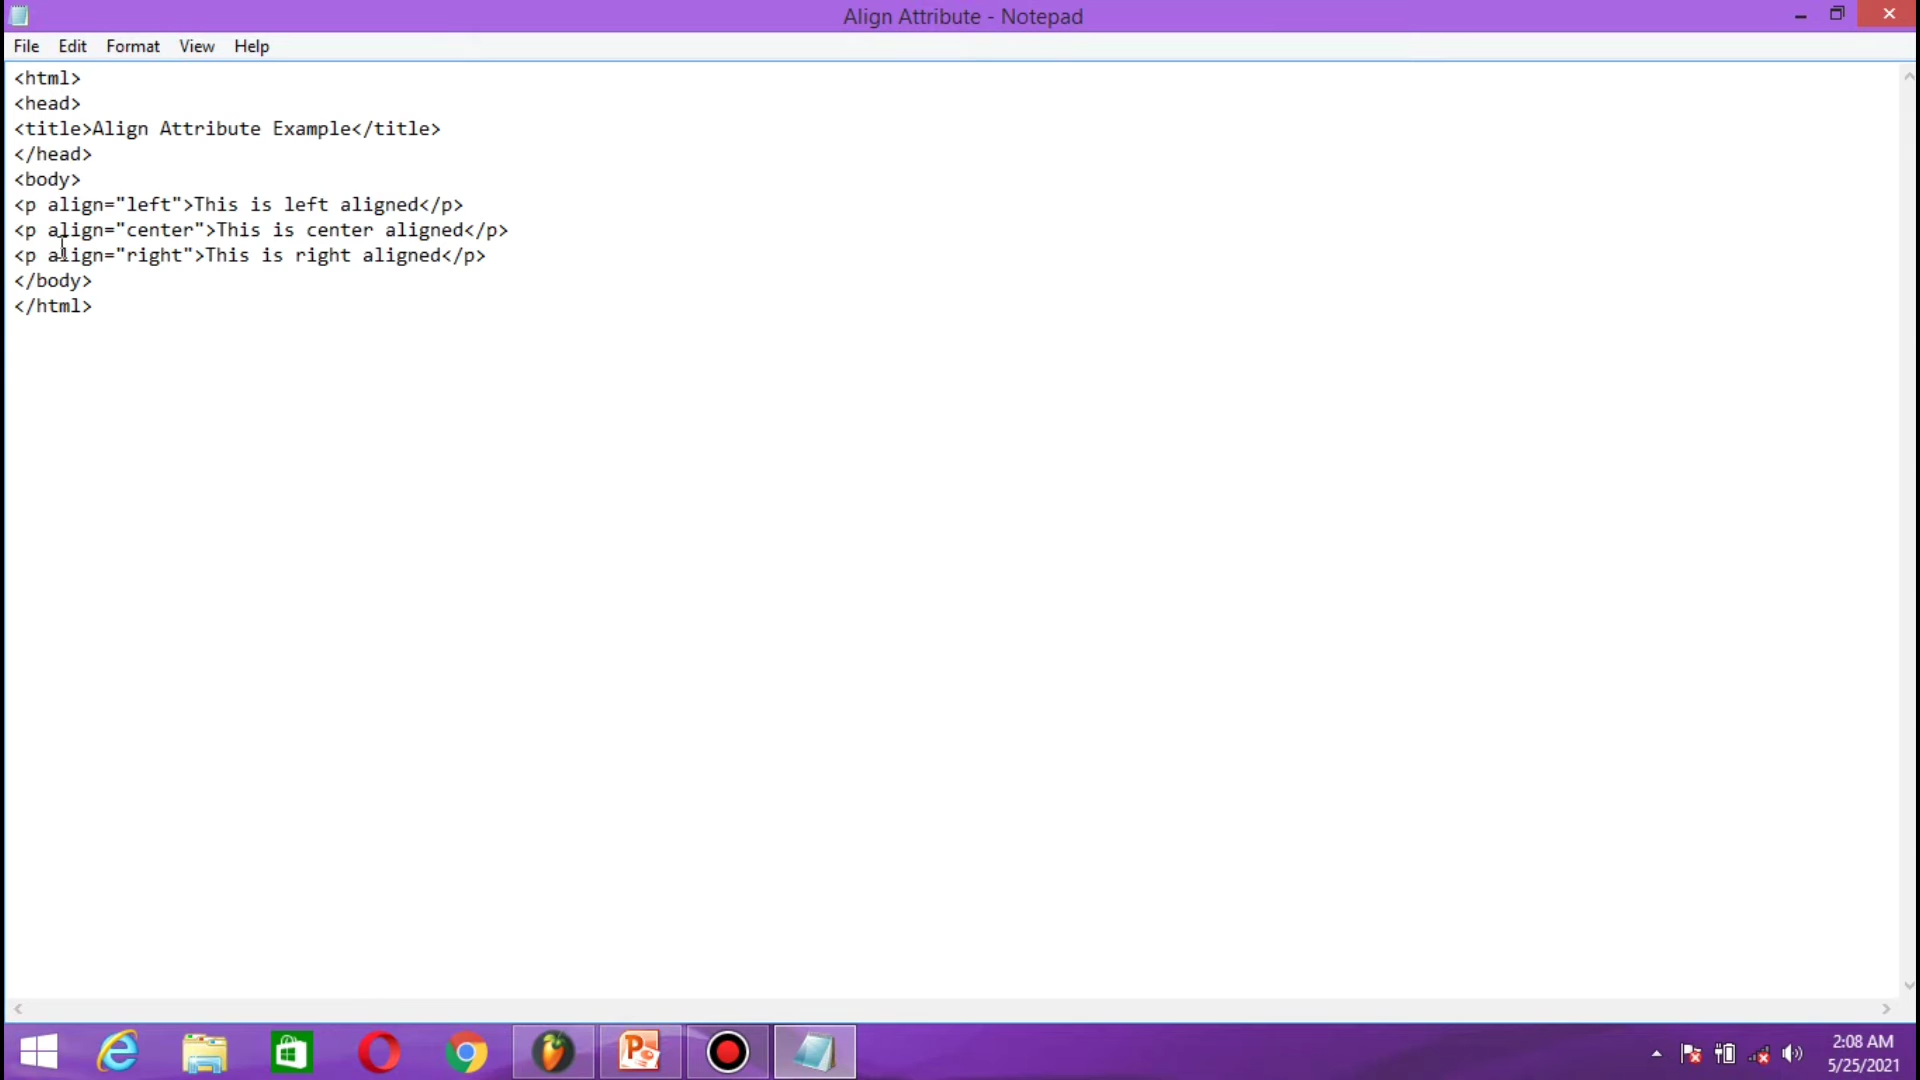 Align Attribute - Notepad
File Edit Format View Help
<html>
<head>
<title>Align Attribute Example</title>
</head>
<body>
<p align="left">This is left aligned</p>
<p align="center">This is center aligned</p>
<p align="right">This is right aligned</p>
</body>
</html>
2:08 AM
5/25/2021